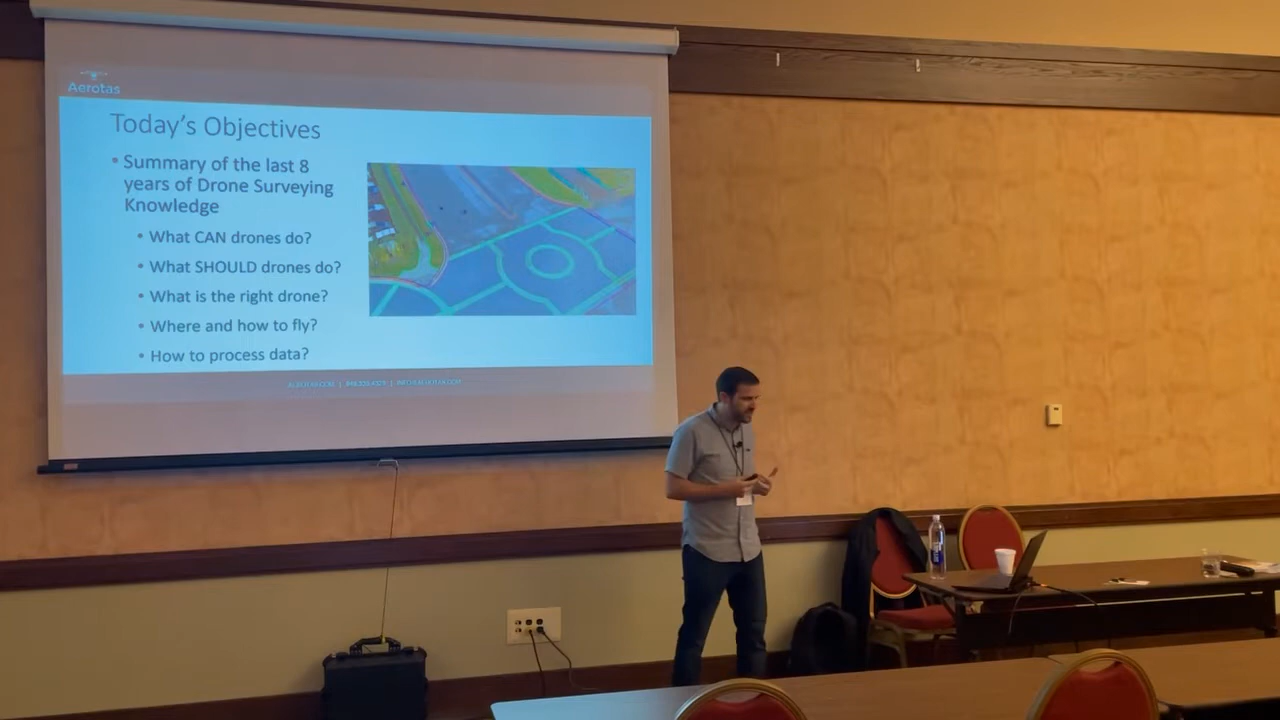 Aerotas
Today's Objectives
• Summary of the last 8
years of Drone Surveying
Knowledge
• What CAN drones do?
• What SHOULD drones do?
• What is the right drone?
• Where and how to fly?
• How to process data?